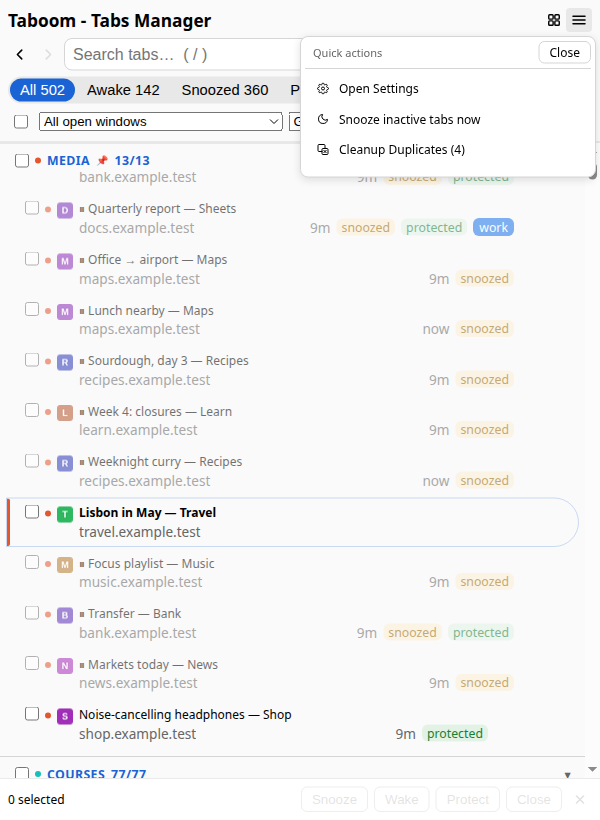 Taboom - Tabs Manager
Search tabs… ( / )
Quick actions
Close
Open Settings
Snooze inactive tabs now
Cleanup Duplicates (4)
All 502
Awake 142
Snoozed 360
P
All open windows
G
MEDIA 📌 13/13
bank.example.test
9m snoozed protected
D Quarterly report — Sheets
docs.example.test 9m snoozed protected work
M Office → airport — Maps
maps.example.test 9m snoozed
M Lunch nearby — Maps
maps.example.test now snoozed
R Sourdough, day 3 — Recipes
recipes.example.test 9m snoozed
L Week 4: closures — Learn
learn.example.test 9m snoozed
R Weeknight curry — Recipes
recipes.example.test now snoozed
T Lisbon in May — Travel
travel.example.test
M Focus playlist — Music
music.example.test 9m snoozed
B Transfer — Bank
bank.example.test 9m snoozed protected
N Markets today — News
news.example.test 9m snoozed
S Noise-cancelling headphones — Shop
shop.example.test 9m protected
COURSES 77/77
0 selected
Snooze
Wake
Protect
Close